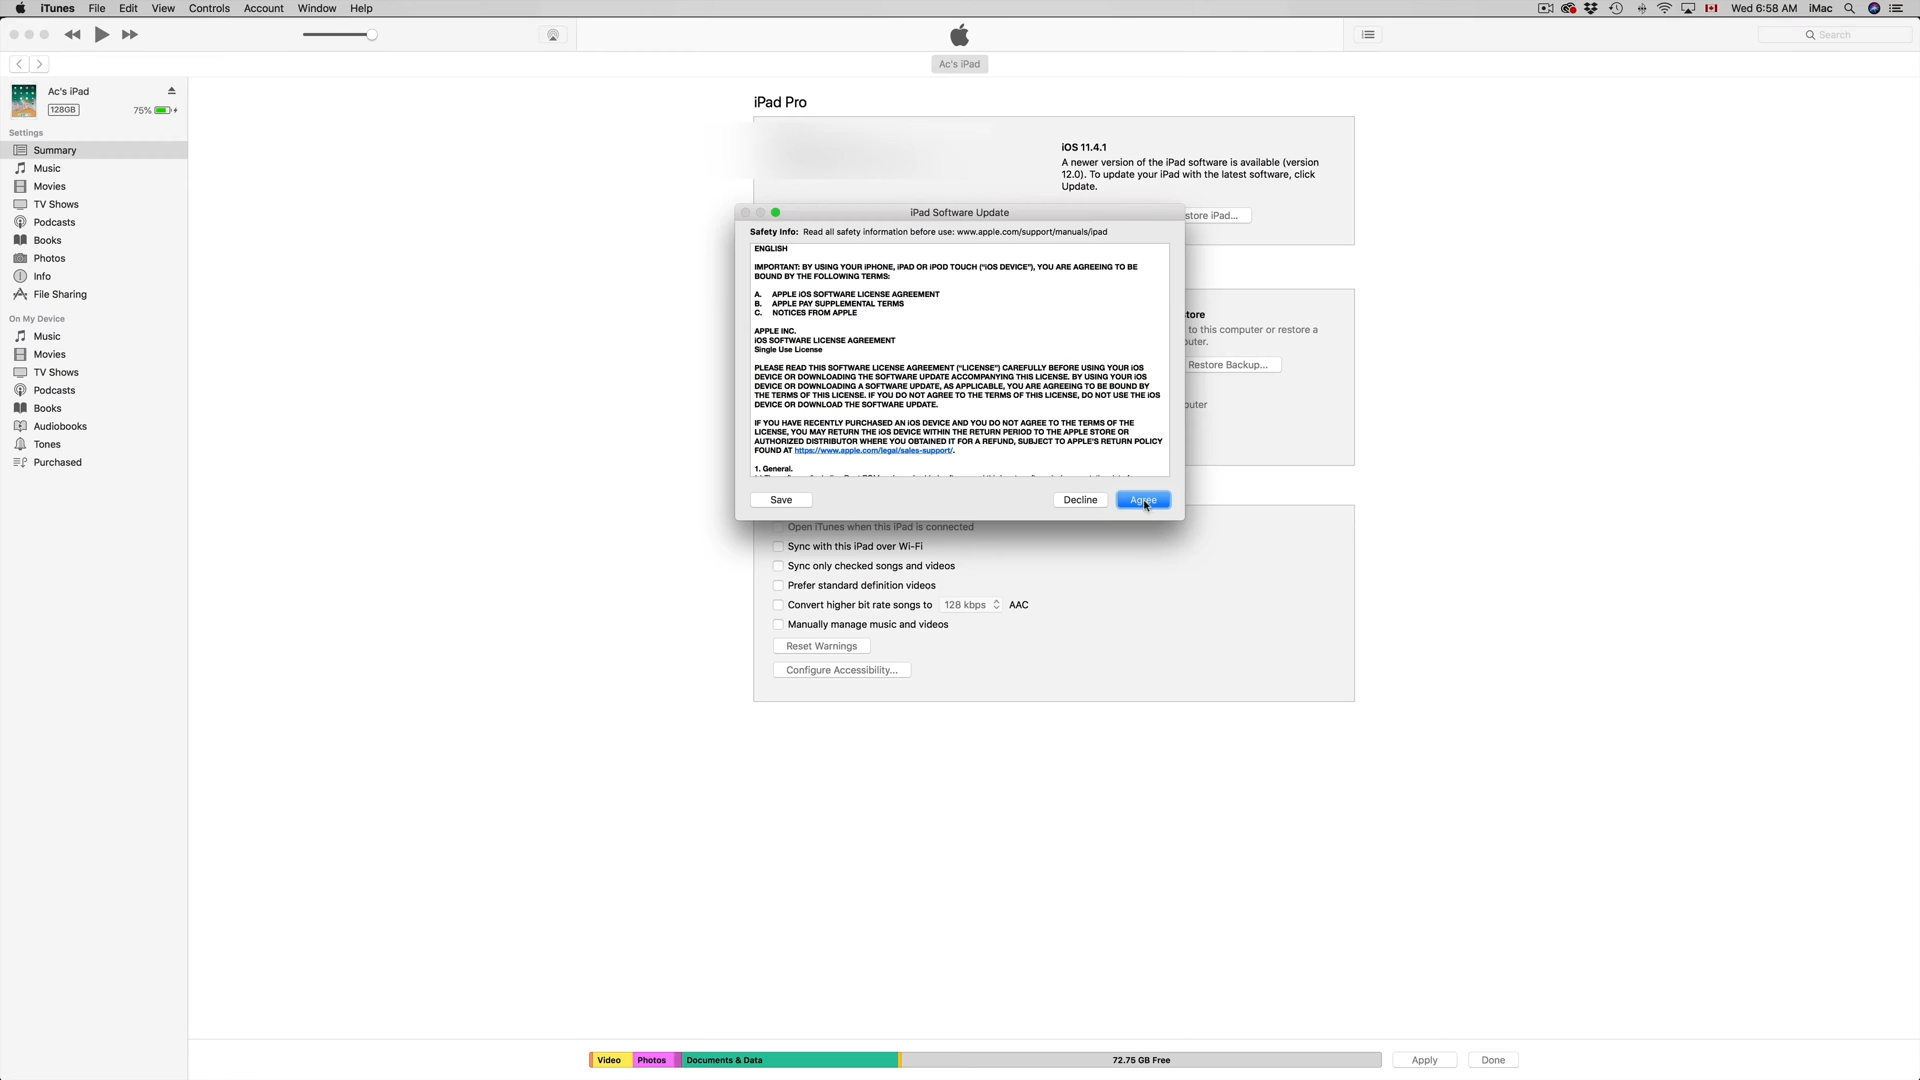 iTunes File Edit View Controls Account Window Help
Wed 6:58 AM iMac
Search
Ac's iPad
Ac's iPad
128GB 75%
Settings
Summary
Music
Movies
TV Shows
Podcasts
Books
Photos
Info
File Sharing
On My Device
Music
Movies
TV Shows
Podcasts
Books
Audiobooks
Tones
Purchased
iPad Pro
iOS 11.4.1
A newer version of the iPad software is available (version
12.0). To update your iPad with the latest software, click
Update.
store iPad...
iPad Software Update
Safety Info: Read all safety information before use: www.apple.com/support/manuals/ipad
ENGLISH
IMPORTANT: BY USING YOUR iPHONE, iPAD OR iPOD TOUCH (“iOS DEVICE”), YOU ARE AGREEING TO BE
BOUND BY THE FOLLOWING TERMS:
A. APPLE iOS SOFTWARE LICENSE AGREEMENT
B. APPLE PAY SUPPLEMENTAL TERMS
C. NOTICES FROM APPLE
APPLE INC.
iOS SOFTWARE LICENSE AGREEMENT
Single Use License
PLEASE READ THIS SOFTWARE LICENSE AGREEMENT (“LICENSE”) CAREFULLY BEFORE USING YOUR iOS
DEVICE OR DOWNLOADING THE SOFTWARE UPDATE ACCOMPANYING THIS LICENSE. BY USING YOUR iOS
DEVICE OR DOWNLOADING A SOFTWARE UPDATE, AS APPLICABLE, YOU ARE AGREEING TO BE BOUND BY
THE TERMS OF THIS LICENSE. IF YOU DO NOT AGREE TO THE TERMS OF THIS LICENSE, DO NOT USE THE iOS
DEVICE OR DOWNLOAD THE SOFTWARE UPDATE.
IF YOU HAVE RECENTLY PURCHASED AN iOS DEVICE AND YOU DO NOT AGREE TO THE TERMS OF THE
LICENSE, YOU MAY RETURN THE iOS DEVICE WITHIN THE RETURN PERIOD TO THE APPLE STORE OR
AUTHORIZED DISTRIBUTOR WHERE YOU OBTAINED IT FOR A REFUND, SUBJECT TO APPLE’S RETURN POLICY
FOUND AT https://www.apple.com/legal/sales-support/.
1. General.
Save Decline Agree
store
to this computer or restore a
uter.
Restore Backup...
outer
Open iTunes when this iPad is connected
Sync with this iPad over Wi-Fi
Sync only checked songs and videos
Prefer standard definition videos
Convert higher bit rate songs to 128 kbps AAC
Manually manage music and videos
Reset Warnings
Configure Accessibility...
Video Photos Documents & Data 72.75 GB Free Apply Done